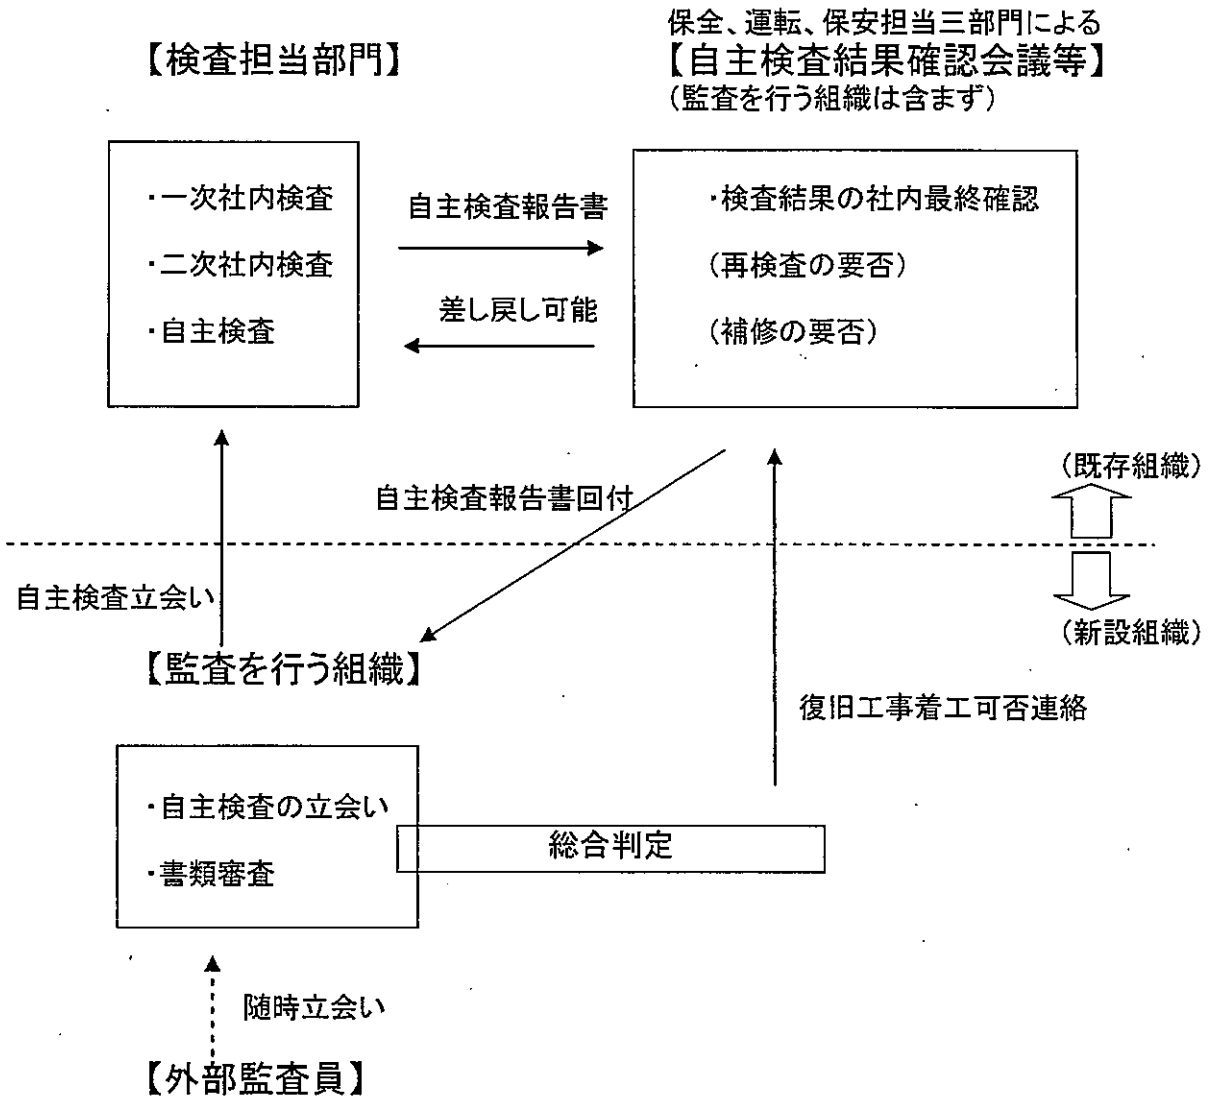 保全、運転、保安担当三部門による
【検査担当部門】
【自主検査結果確認会議等】
(監査を行う組織は含まず)
・一次社内検査
・二次社内検査
・自主検査
自主検査報告書
差し戻し可能
・検査結果の社内最終確認
(再検査の要否)
(補修の要否)
(既存組織)
自主検査報告書回付
自主検査立会い
(新設組織)
【監査を行う組織】
復旧工事着工可否連絡
・自主検査の立会い
・書類審査
総合判定
随時立会い
【外部監査員】